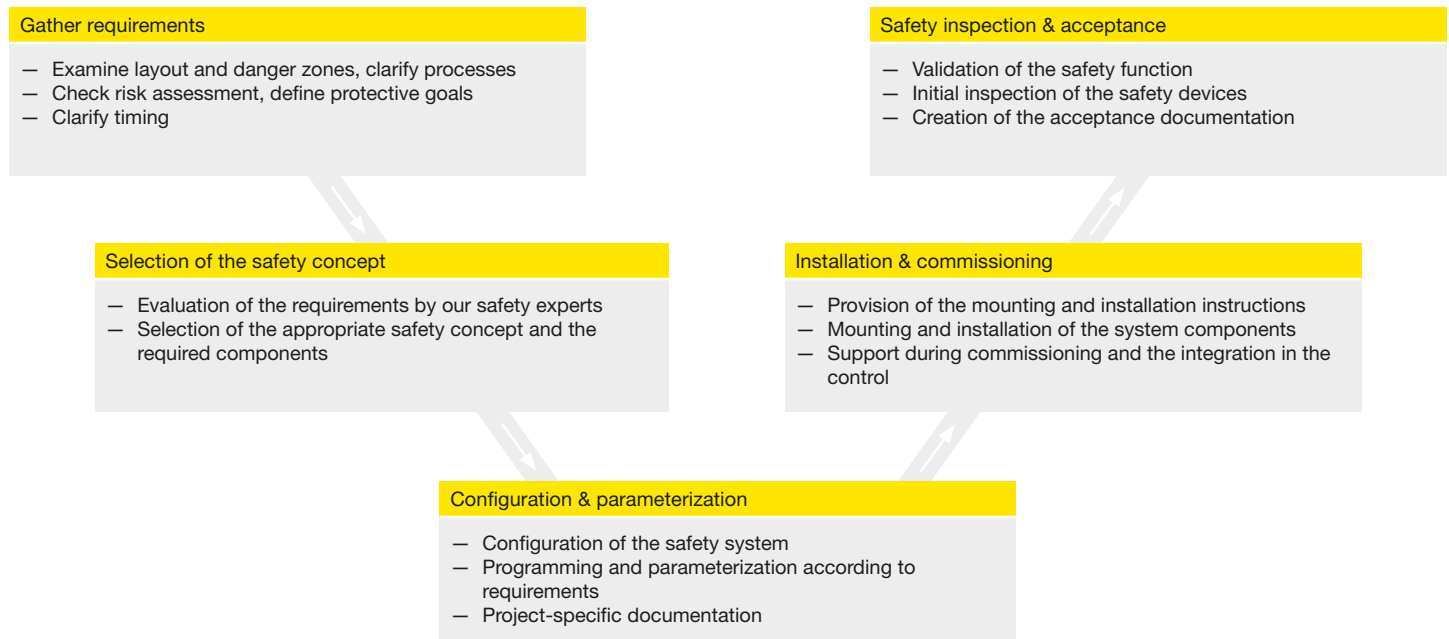 Gather requirements
— Examine layout and danger zones, clarify processes
— Check risk assessment, define protective goals
— Clarify timing
Selection of the safety concept
— Evaluation of the requirements by our safety experts
— Selection of the appropriate safety concept and the
required components
Configuration & parameterization
— Configuration of the safety system
— Programming and parameterization according to
requirements
— Project-specific documentation
Installation & commissioning
— Provision of the mounting and installation instructions
— Mounting and installation of the system components
— Support during commissioning and the integration in the
control
Safety inspection & acceptance
— Validation of the safety function
— Initial inspection of the safety devices
— Creation of the acceptance documentation